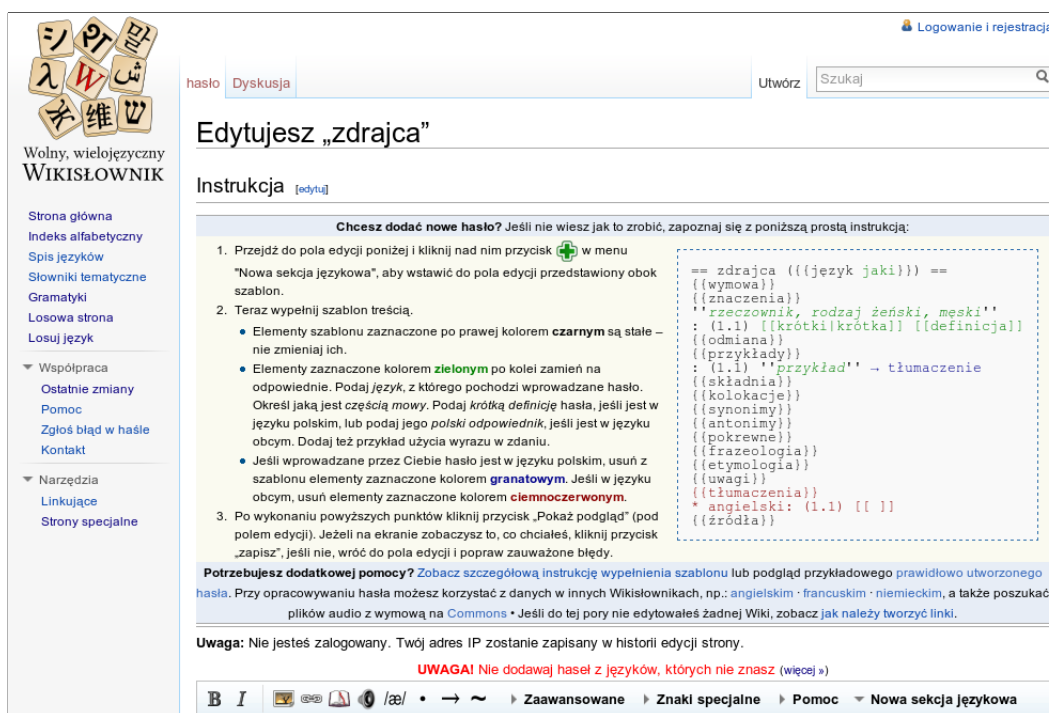 Logowanie i rejestracja
hasło Dyskusja Utwórz Szukaj
Wolny, wielojęzyczny
WIKISŁOWNIK
Edytujesz „zdrajca”
Instrukcja [edytuj]
Strona główna
Indeks alfabetyczny
Spis języków
Słowniki tematyczne
Gramatyki
Losowa strona
Losuj język
Współpraca
Ostatnie zmiany
Pomoc
Zgłoś błąd w haśle
Kontakt
Narzędzia
Linkujące
Strony specjalne
Chcesz dodać nowe hasło? Jeśli nie wiesz jak to zrobić, zapoznaj się z poniższą prostą instrukcją:
1. Przejdź do pola edycji poniżej i kliknij nad nim przycisk w menu
"Nowa sekcja językowa", aby wstawić do pola edycji przedstawiony obok
szablon.
2. Teraz wypełnij szablon treścią.
• Elementy szablonu zaznaczone po prawej kolorem czarnym są stałe –
nie zmieniaj ich.
• Elementy zaznaczone kolorem zielonym po kolei zamień na
odpowiednie. Podaj język, z którego pochodzi wprowadzane hasło.
Określ jaką jest częścią mowy. Podaj krótką definicję hasła, jeśli jest w
języku polskim, lub podaj jego polski odpowiednik, jeśli jest w języku
obcym. Dodaj też przykład użycia wyrazu w zdaniu.
• Jeśli wprowadzane przez Ciebie hasło jest w języku polskim, usuń z
szablonu elementy zaznaczone kolorem granatowym. Jeśli w języku
obcym, usuń elementy zaznaczone kolorem ciemnoczerwonym.
3. Po wykonaniu powyższych punktów kliknij przycisk „Pokaż podgląd” (pod
polem edycji). Jeżeli na ekranie zobaczysz to, co chciałeś, kliknij przycisk
„zapisz”, jeśli nie, wróć do pola edycji i popraw zauważone błędy.
== zdrajca ({{język jaki}}) ==
{{wymowa}}
{{znaczenia}}
''rzeczownik, rodzaj żeński, męski''
: (1.1) [[krótki|krótka]] [[definicja]]
{{odmiana}}
{{przykłady}}
: (1.1) ''przykład'' → tłumaczenie
{{składnia}}
{{kolokacje}}
{{synonimy}}
{{antonimy}}
{{pokrewne}}
{{frazeologia}}
{{etymologia}}
{{uwagi}}
{{tłumaczenia}}
* angielski: (1.1) [[ ]]
{{źródła}}
Potrzebujesz dodatkowej pomocy? Zobacz szczegółową instrukcję wypełnienia szablonu lub podgląd przykładowego prawidłowo utworzonego
hasła. Przy opracowywaniu hasła możesz korzystać z danych w innych Wikisłownikach, np.: angielskim · francuskim · niemieckim, a także poszukać
plików audio z wymową na Commons • Jeśli do tej pory nie edytowałeś żadnej Wiki, zobacz jak należy tworzyć linki.
Uwaga: Nie jesteś zalogowany. Twój adres IP zostanie zapisany w historii edycji strony.
UWAGA! Nie dodawaj haseł z języków, których nie znasz (więcej »)
B I /æ/ • → ~ Zaawansowane Znaki specjalne Pomoc Nowa sekcja językowa